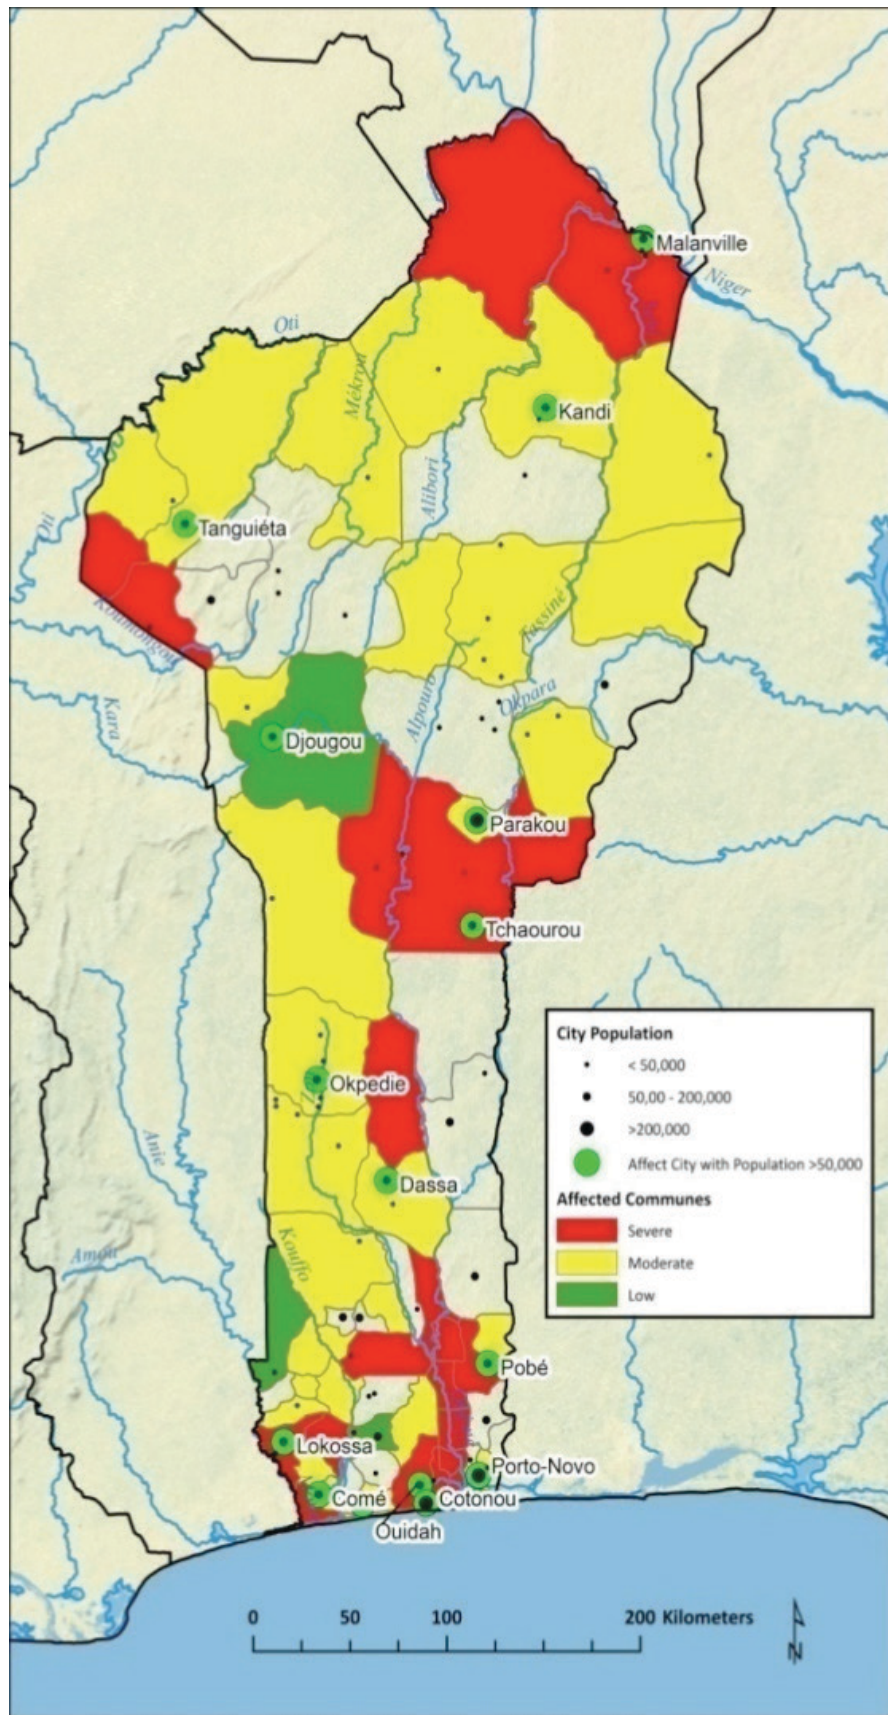 Malanville
Niger
Oti
Mékrou
Kandi
Alibori
Tanguiéta
Oti
Tassiné
Koumongou
Kara
Alpouro
Okpara
Djougou
Parakou
Tchaourou
City Population
< 50,000
50,00 - 200,000
>200,000
Affect City with Population >50,000
Affected Communes
Severe
Moderate
Low
Okpedie
Anie
Dassa
Kouffo
Amou
Pobé
Lokossa
Porto-Novo
Comé
Cotonou
Ouidah
0 50 100 200 Kilometers
N